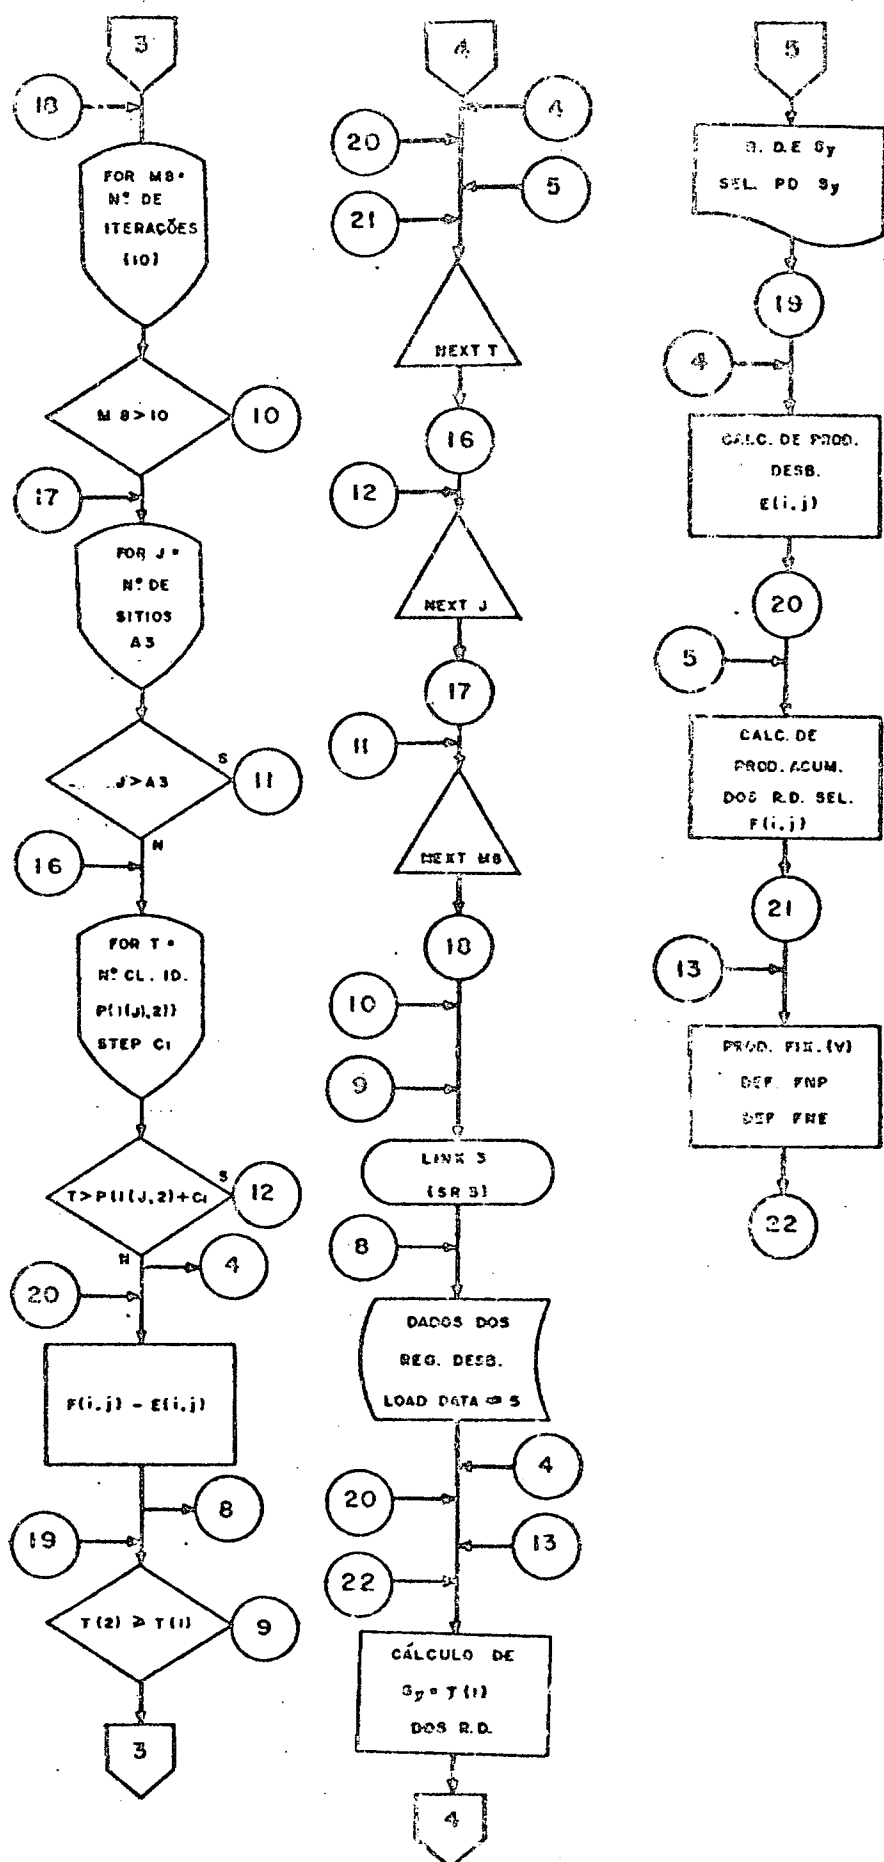 3
18
FOR M8=
Nº DE
ITERAÇÕES
(10)
M 8 > 10
10
17
FOR J =
Nº DE
SITIOS
A3
J > A3
S
11
N
16
FOR T =
Nº CL. ID.
P(1(J),2))
STEP C1
T > P(1(J,2)+C1
S
12
N
4
20
F(i,j) - E(i,j)
8
19
T(2) ≥ T(1)
9
3
4
4
20
5
21
NEXT T
16
12
NEXT J
17
11
NEXT M8
18
10
9
LINK 3
(SR 3)
8
DADOS DOS
REG. DESB.
LOAD DATA 5
4
20
13
22
CÁLCULO DE
T(1)
DOS R.D.
4
5
D.E Sy
SEL. PD Sy
19
4
CALC. DE PROD.
DESB.
E(i,j)
20
5
CALC. DE
PROD. ACUM.
DOS R.D. SEL.
F(i,j)
21
13
PROD. FIX.(V)
DEF. FNP
DEF FNE
22